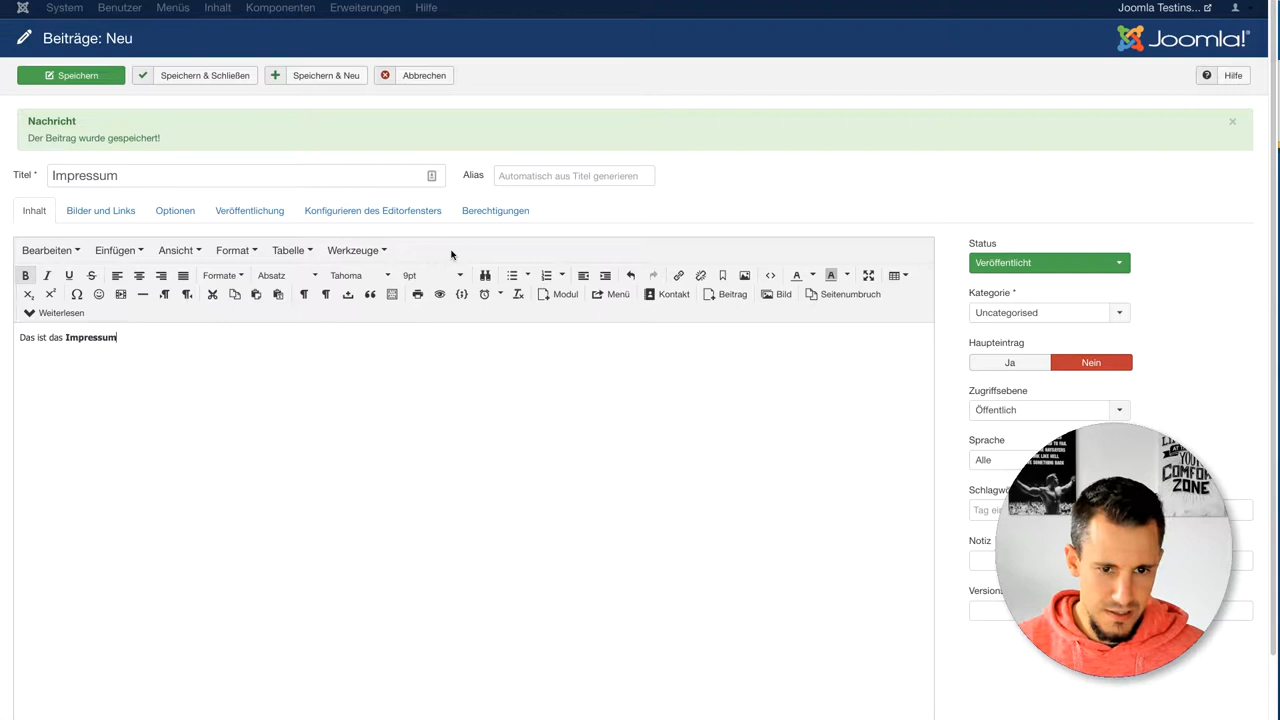 System Benutzer Menüs Inhalt Komponenten Erweiterungen Hilfe Joomla Testins...
Beiträge: Neu Joomla!®
Speichern Speichern & Schließen Speichern & Neu Abbrechen Hilfe
Nachricht
Der Beitrag wurde gespeichert! ×
Titel * Impressum Alias Automatisch aus Titel generieren
Inhalt Bilder und Links Optionen Veröffentlichung Konfigurieren des Editorfensters Berechtigungen
Bearbeiten Einfügen Ansicht Format Tabelle Werkzeuge
B I U S Formate Absatz Tahoma 9pt A A
Modul Menü Kontakt Beitrag Bild Seitenumbruch
Weiterlesen
Das ist das Impressum
Status
Veröffentlicht
Kategorie *
Uncategorised
Haupteintrag
Ja Nein
Zugriffsebene
Öffentlich
Sprache
Alle
Tag
Notiz
COMFORT
ZONE